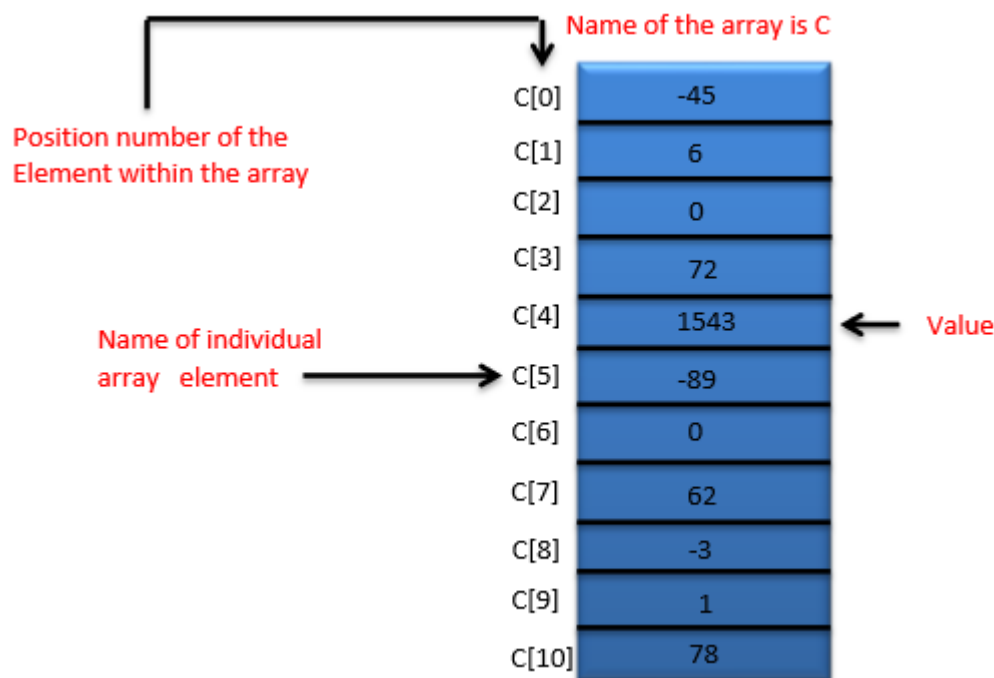 Name of the array is C
Position number of the
Element within the array
C[0] -45
C[1] 6
C[2] 0
C[3] 72
C[4] 1543
Value
Name of individual
array element
C[5] -89
C[6] 0
C[7] 62
C[8] -3
C[9] 1
C[10] 78